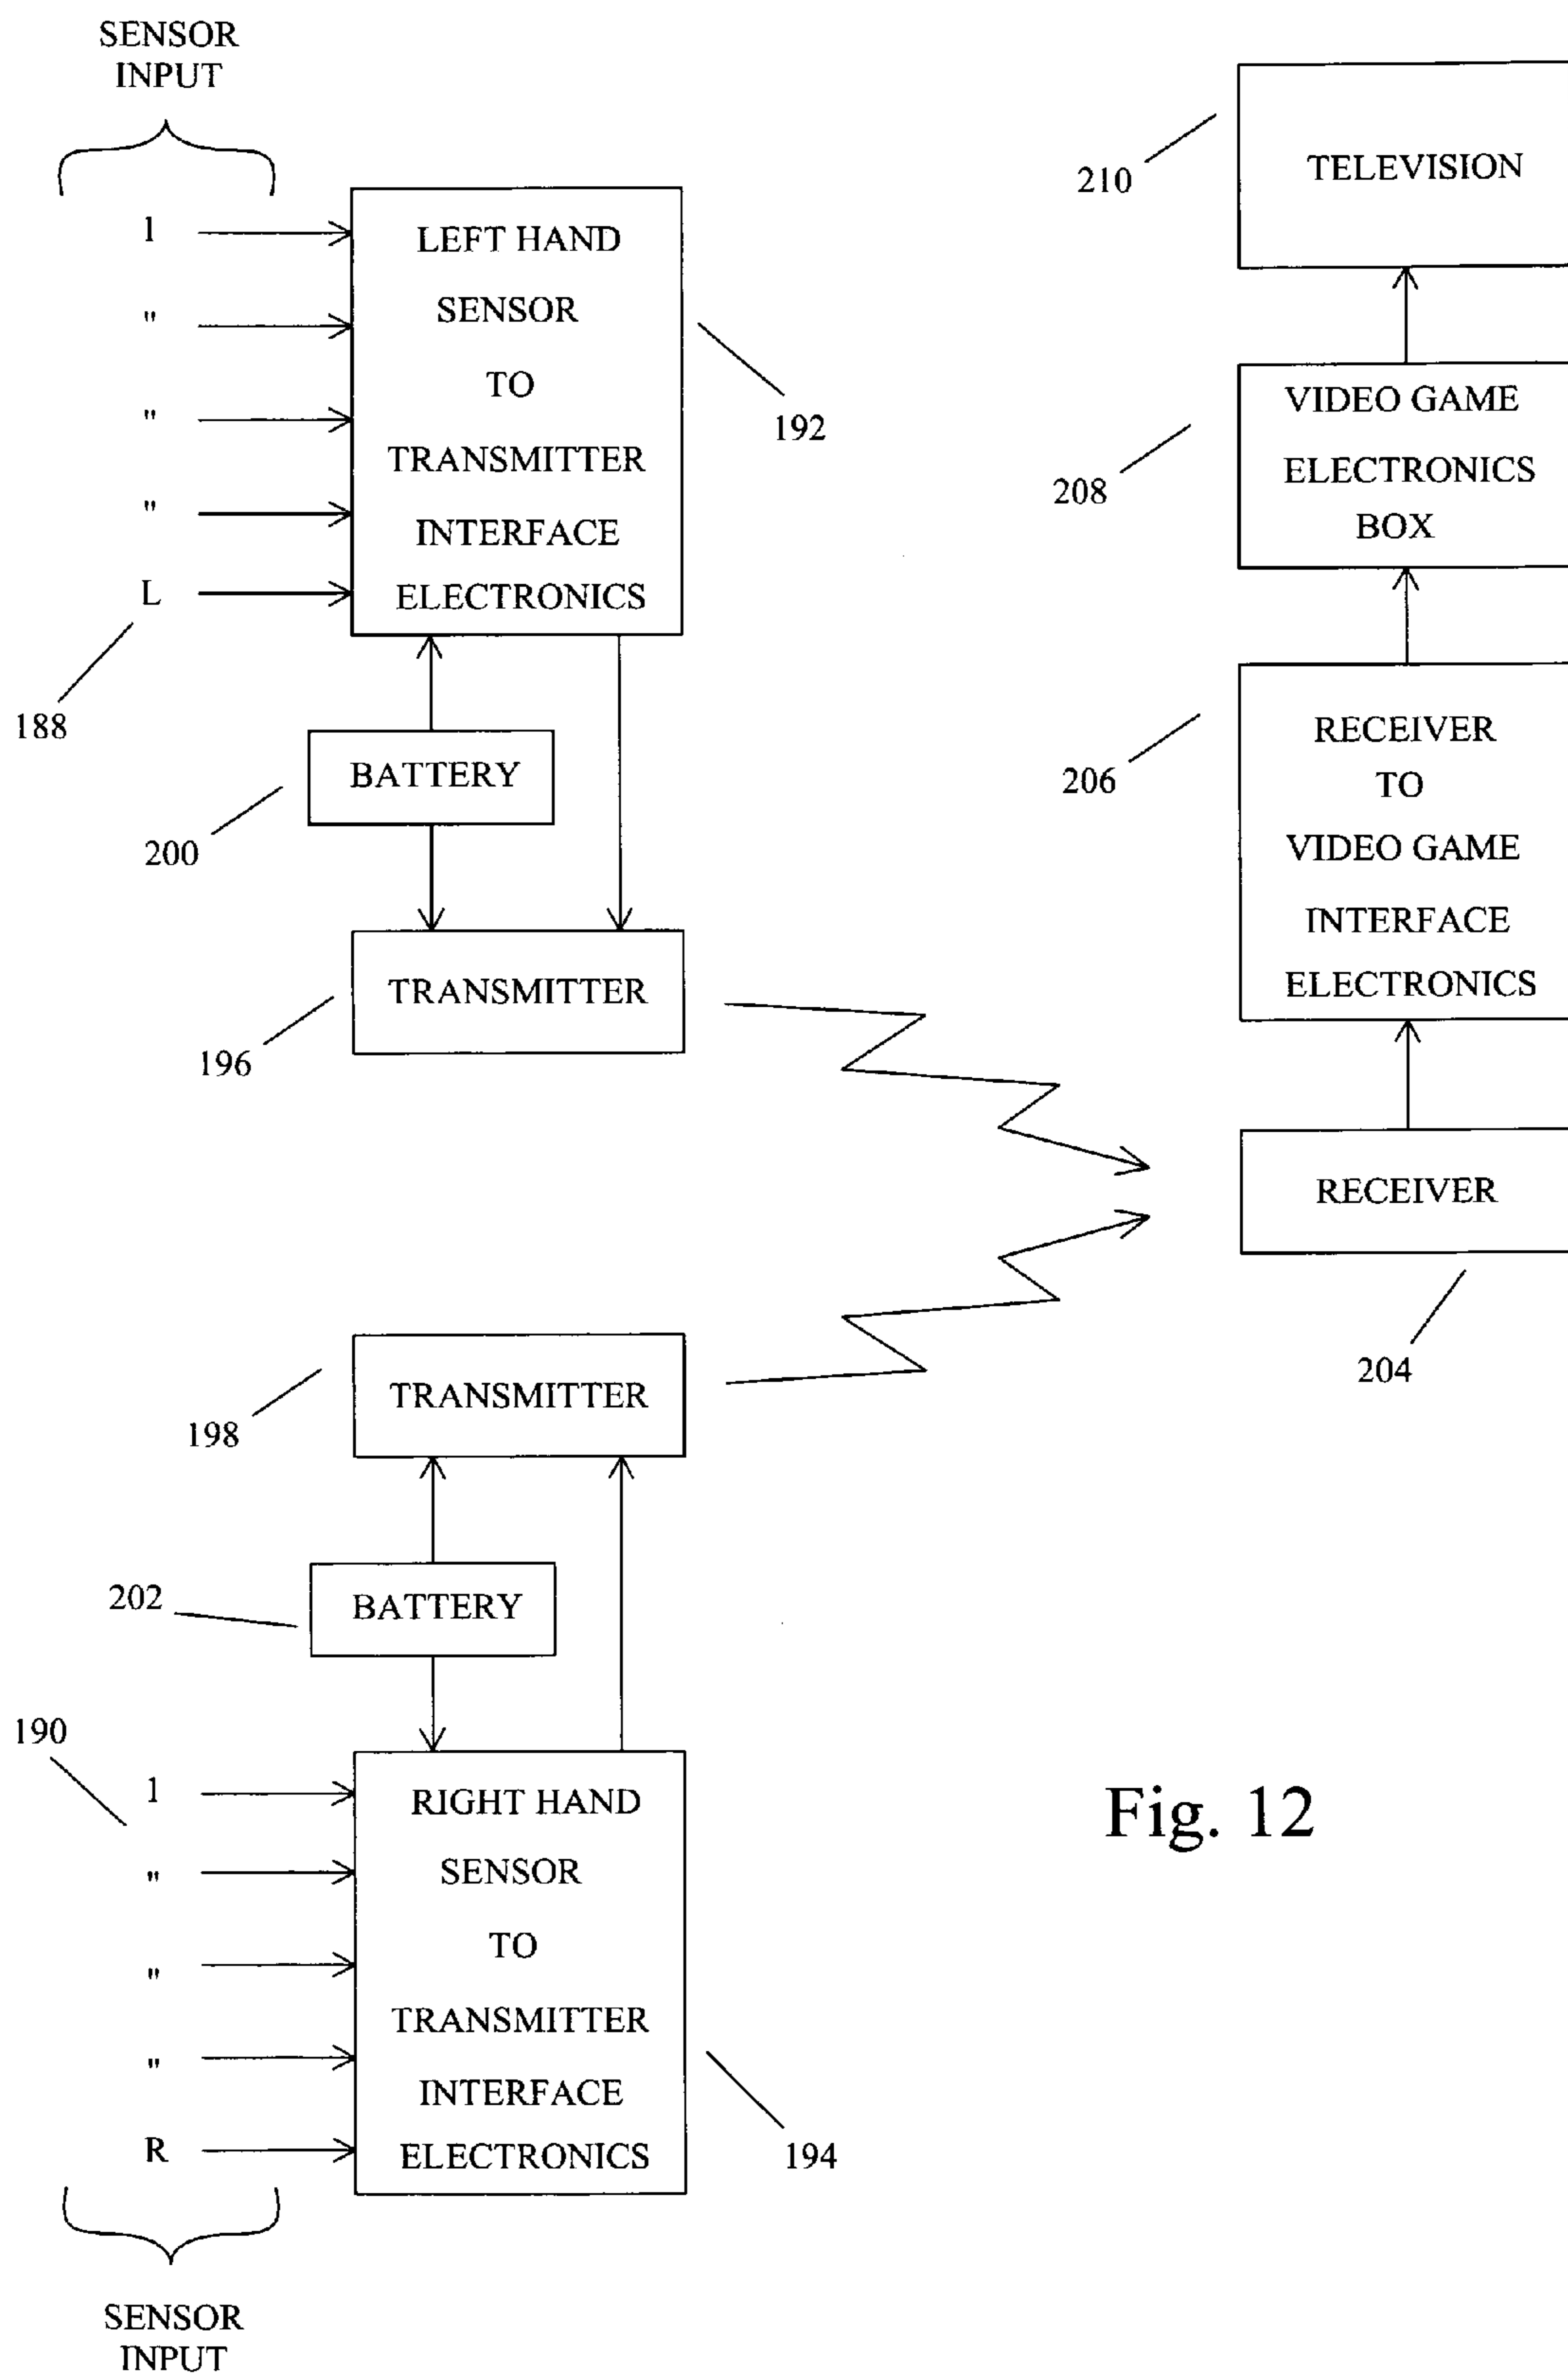 SENSOR
INPUT
1
"
"
"
L
188
LEFT HAND
SENSOR
TO
TRANSMITTER
INTERFACE
ELECTRONICS
192
BATTERY
200
TRANSMITTER
196
TELEVISION
210
VIDEO GAME
ELECTRONICS
BOX
208
RECEIVER
TO
VIDEO GAME
INTERFACE
ELECTRONICS
206
RECEIVER
204
TRANSMITTER
198
BATTERY
202
190
1
"
"
"
R
RIGHT HAND
SENSOR
TO
TRANSMITTER
INTERFACE
ELECTRONICS
194
SENSOR
INPUT
Fig. 12